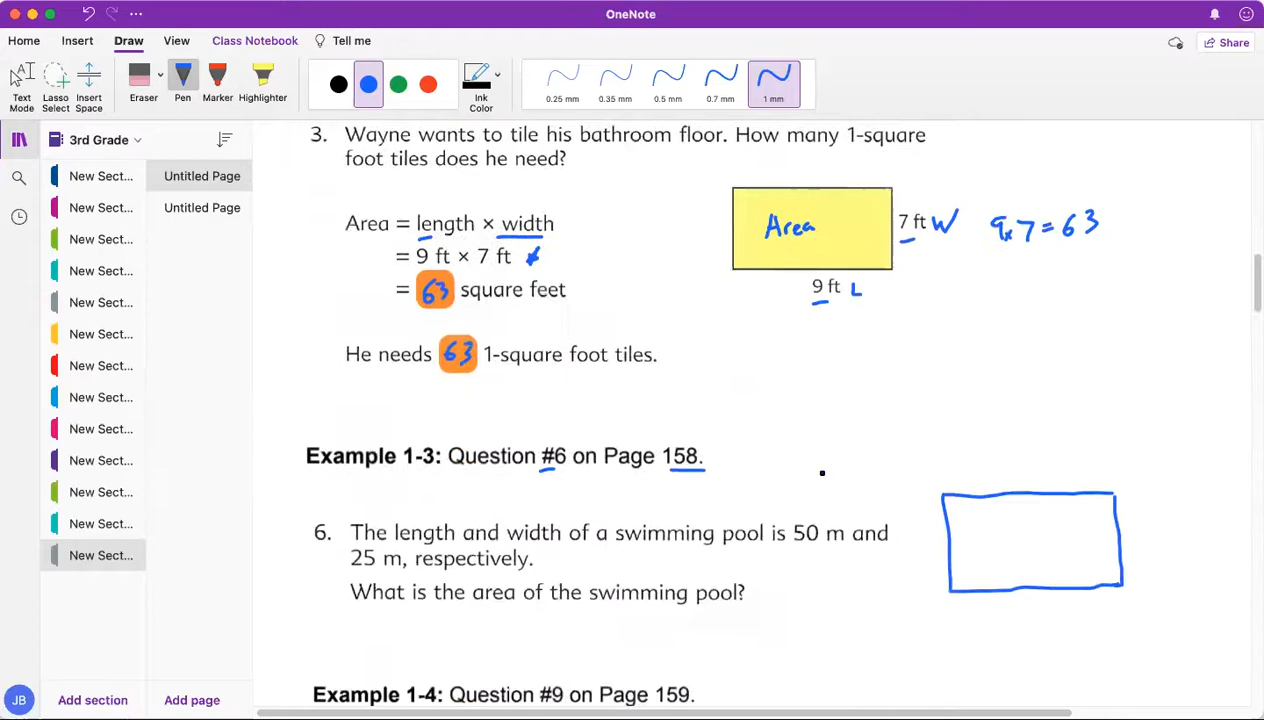 OneNote
Home Insert Draw View Class Notebook Tell me Share
Text Mode
Lasso Select
Insert Space
Eraser Pen Marker Highlighter
Ink Color
0.25 mm 0.35 mm 0.5 mm 0.7 mm 1 mm
3rd Grade
New Sect...
New Sect...
New Sect...
New Sect...
New Sect...
New Sect...
New Sect...
New Sect...
New Sect...
New Sect...
New Sect...
New Sect...
New Sect...
Untitled Page
Untitled Page
JB Add section Add page
3. Wayne wants to tile his bathroom floor. How many 1-square
foot tiles does he need?
Area = length × width
= 9 ft × 7 ft
= 63 square feet
Area
7 ft W
9 ft L
9 x 7 = 63
He needs 63 1-square foot tiles.
Example 1-3: Question #6 on Page 158.
6. The length and width of a swimming pool is 50 m and
25 m, respectively.
What is the area of the swimming pool?
Example 1-4: Question #9 on Page 159.